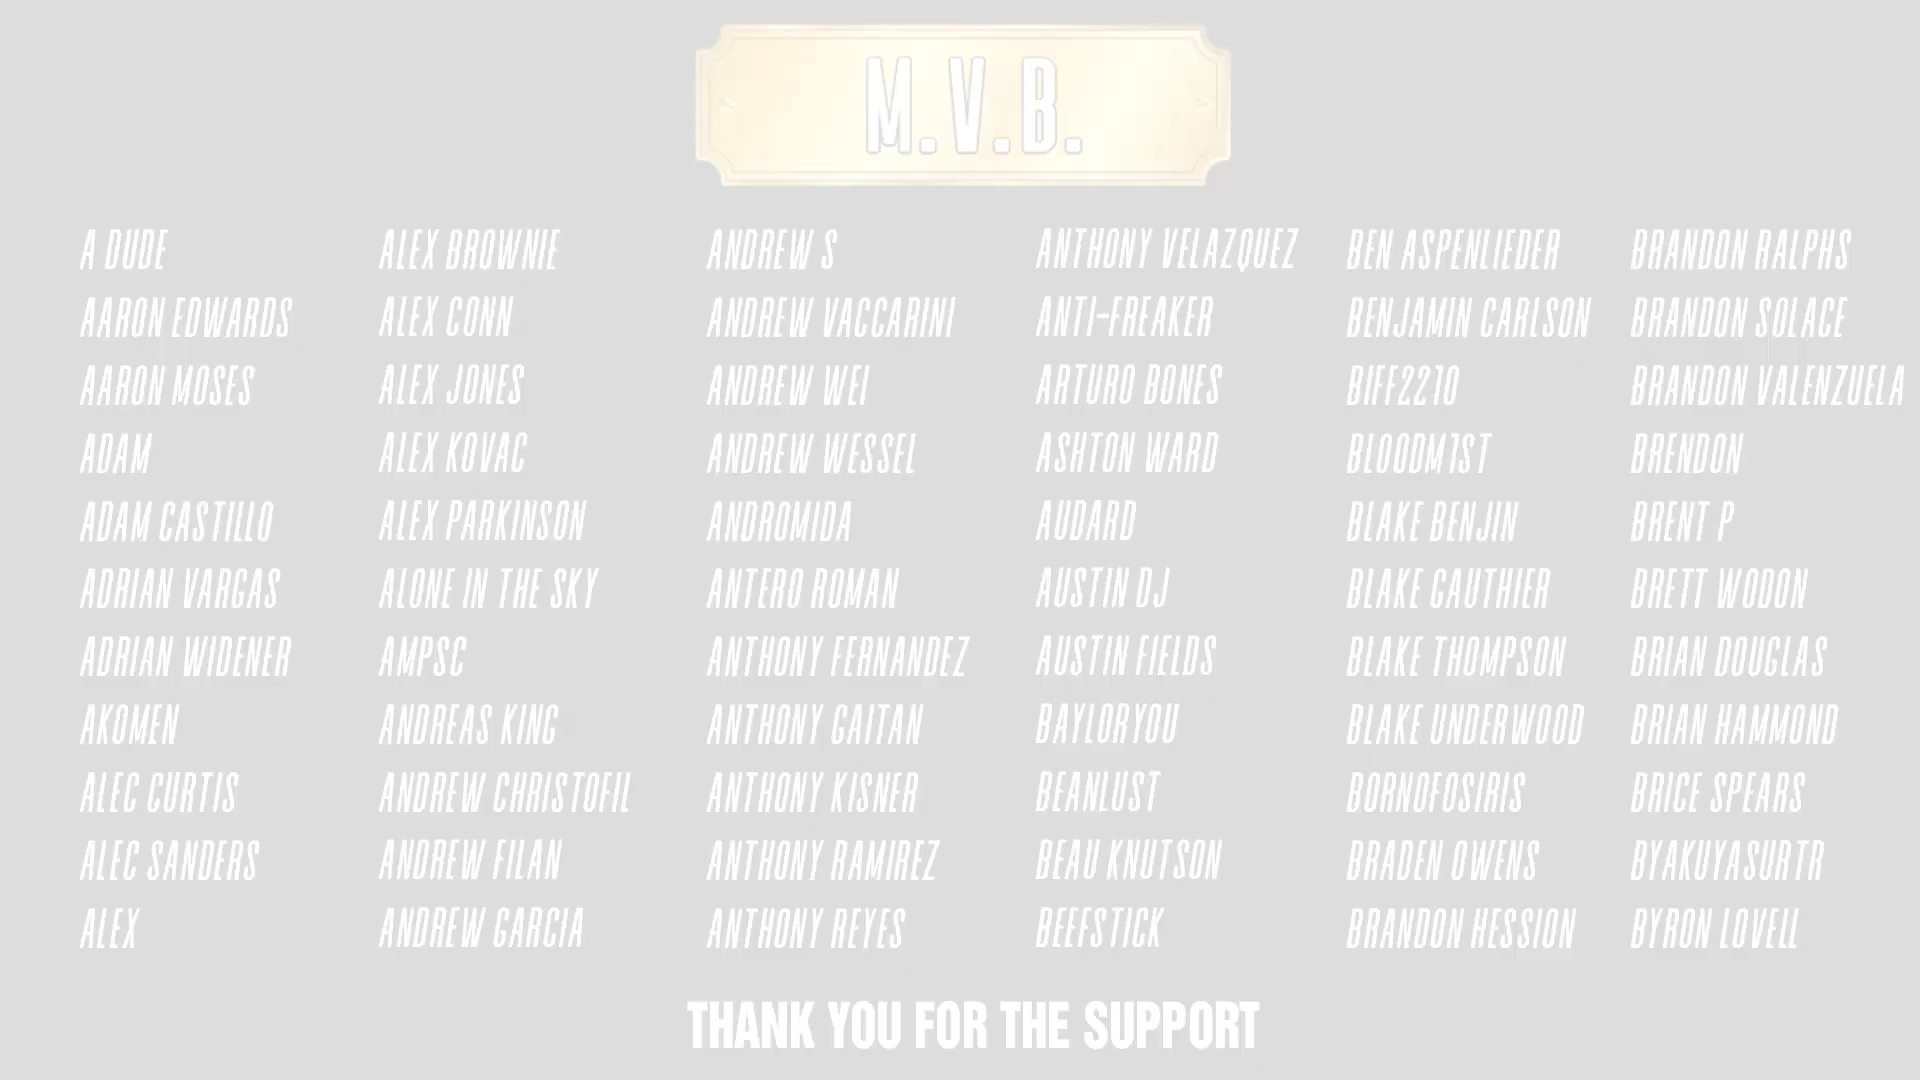 M.V.B.
A DUDE
AARON EDWARDS
AARON MOSES
ADAM
ADAM CASTILLO
ADRIAN VARGAS
ADRIAN WIDENER
AKOMEN
ALEC CURTIS
ALEC SANDERS
ALEX
ALEX BROWNIE
ALEX CONN
ALEX JONES
ALEX KOVAC
ALEX PARKINSON
ALONE IN THE SKY
AMPSC
ANDREAS KING
ANDREW CHRISTOFIL
ANDREW FILAN
ANDREW GARCIA
ANDREW S
ANDREW VACCARINI
ANDREW WEI
ANDREW WESSEL
ANDROMIDA
ANTERO ROMAN
ANTHONY FERNANDEZ
ANTHONY GAITAN
ANTHONY KISNER
ANTHONY RAMIREZ
ANTHONY REYES
ANTHONY VELAZQUEZ
ANTI-FREAKER
ARTURO BONES
ASHTON WARD
AUDARD
AUSTIN DJ
AUSTIN FIELDS
BAYLORYOU
BEANLUST
BEAU KNUTSON
BEEFSTICK
BEN ASPENLIEDER
BENJAMIN CARLSON
BIFF2210
BLOODM1ST
BLAKE BENJIN
BLAKE GAUTHIER
BLAKE THOMPSON
BLAKE UNDERWOOD
BORNOFOSIRIS
BRADEN OWENS
BRANDON HESSION
BRANDON RALPHS
BRANDON SOLACE
BRANDON VALENZUELA
BRENDON
BRENT P
BRETT WODON
BRIAN DOUGLAS
BRIAN HAMMOND
BRICE SPEARS
BYAKUYASURTR
BYRON LOVELL
THANK YOU FOR THE SUPPORT